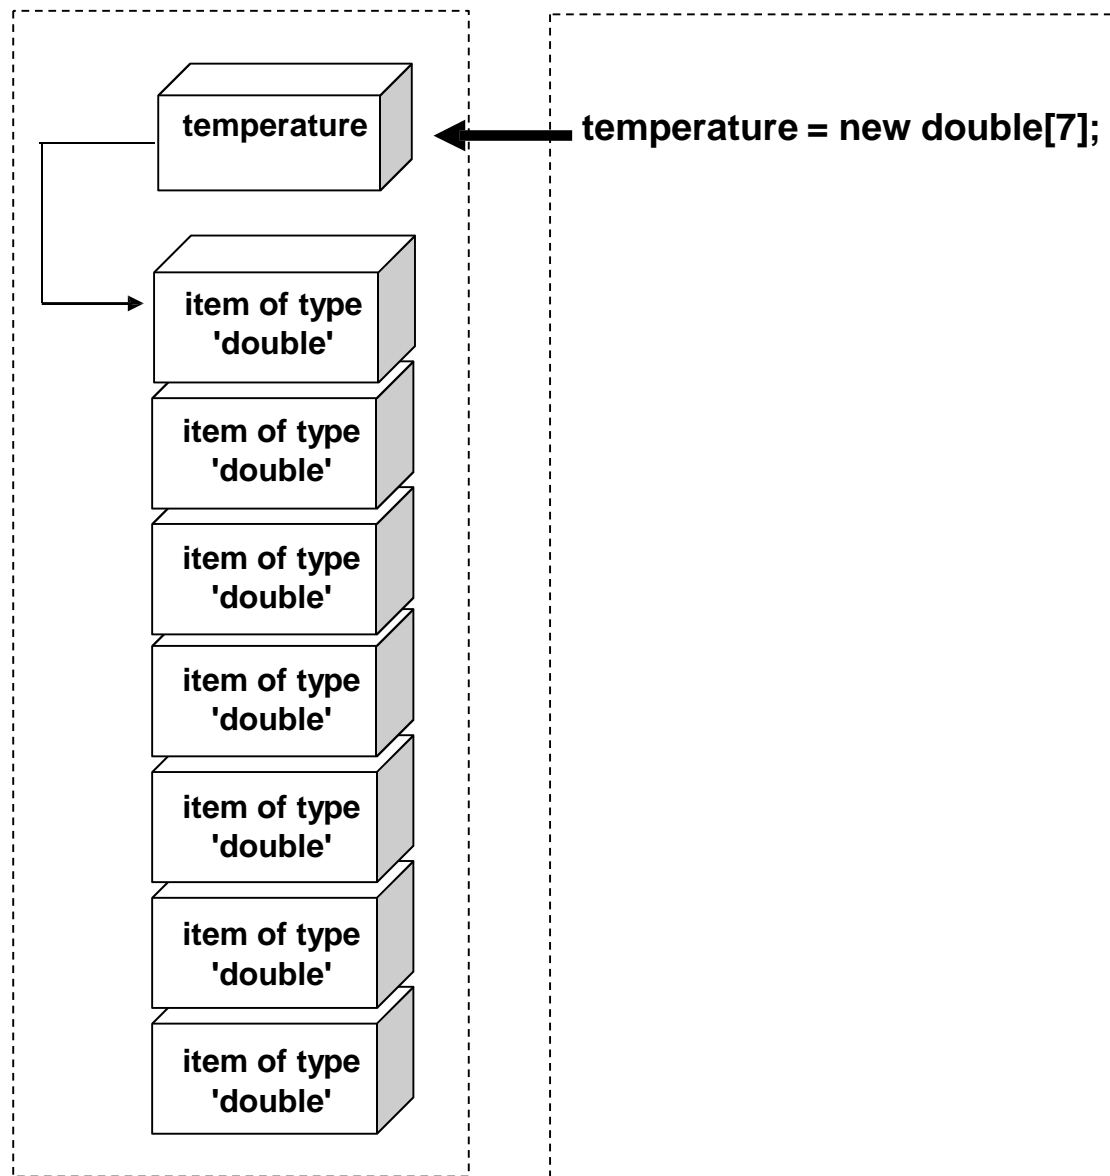 temperature
temperature = new double[7];
item of type
'double'
item of type
'double'
item of type
'double'
item of type
'double'
item of type
'double'
item of type
'double'
item of type
'double'